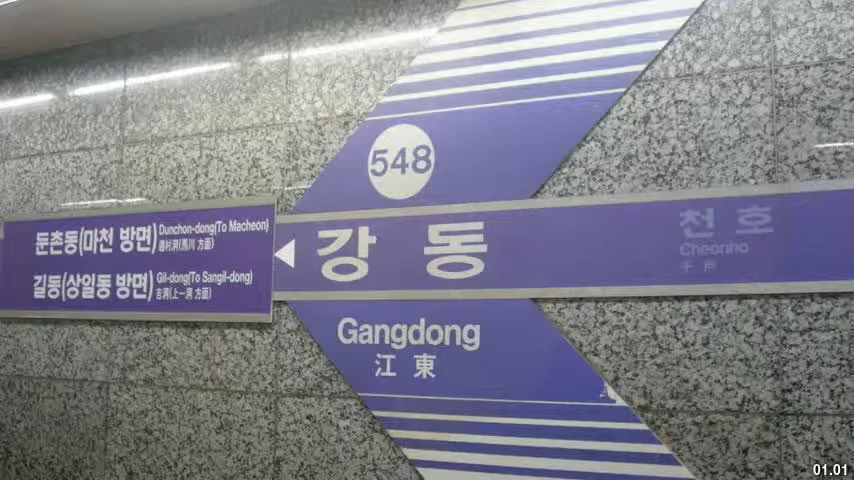 548
둔촌동(마천 방면) Dunchon-dong(To Macheon)
遁村洞(馬川 方面)
길동(상일동 방면) Gil-dong(To Sangil-dong)
吉洞(上一洞 方面)
강동
Gangdong
江東
천호
Cheonho
千戶
01.01